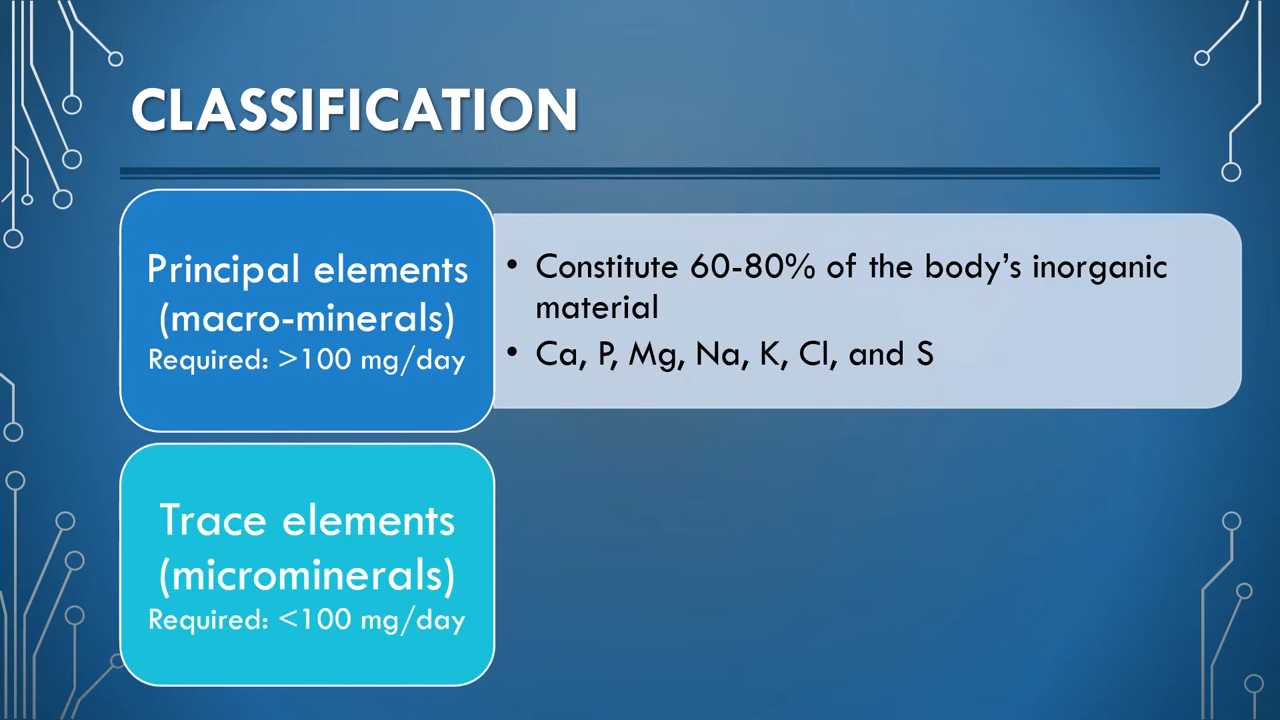 CLASSIFICATION
Principal elements
(macro-minerals)
Required: >100 mg/day
• Constitute 60-80% of the body's inorganic
material
• Ca, P, Mg, Na, K, Cl, and S
Trace elements
(microminerals)
Required: <100 mg/day